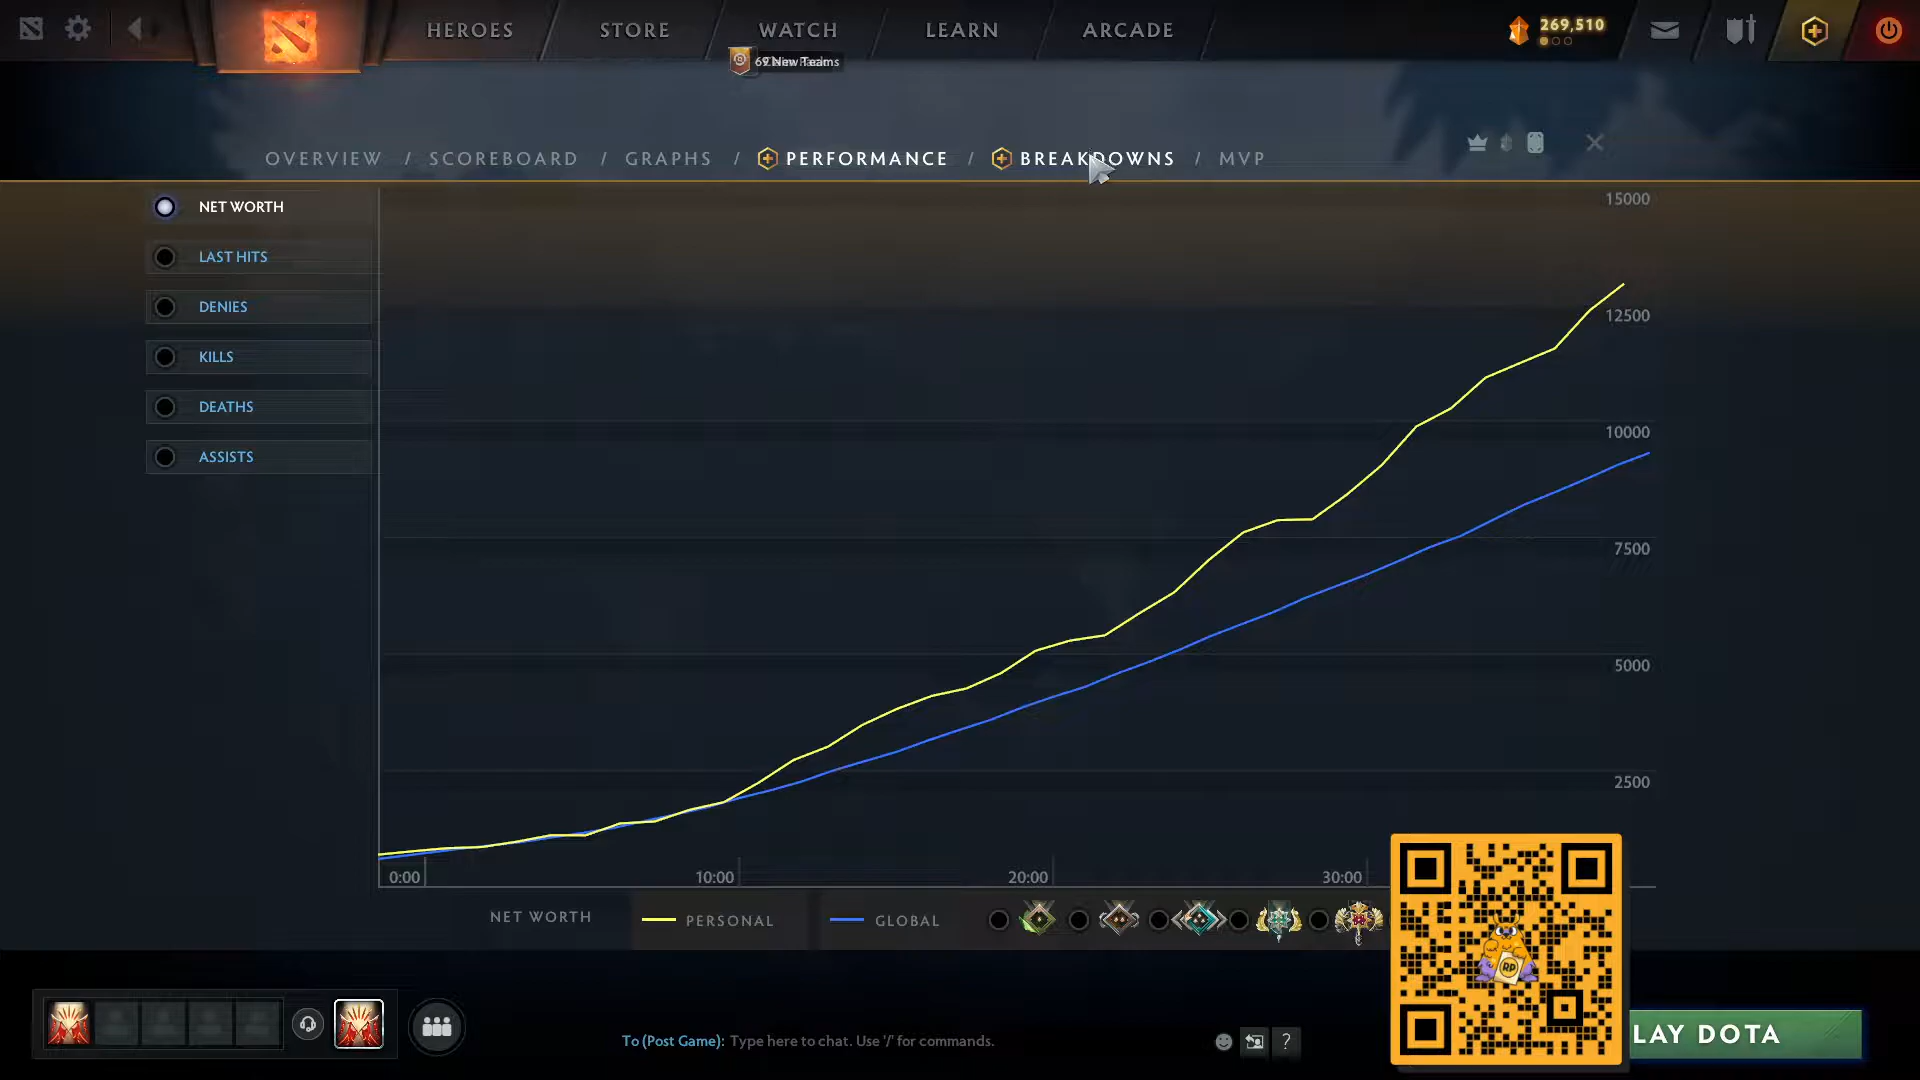 HEROES
STORE
WATCH
LEARN
ARCADE
269,510
New Teams
OVERVIEW / SCOREBOARD / GRAPHS / PERFORMANCE / BREAKDOWNS / MVP
NET WORTH
LAST HITS
DENIES
KILLS
DEATHS
ASSISTS
15000
12500
10000
7500
5000
2500
0:00
10:00
20:00
30:00
NET WORTH
PERSONAL
GLOBAL
RP
To (Post Game): Type here to chat. Use '/' for commands.
?
LAY DOTA